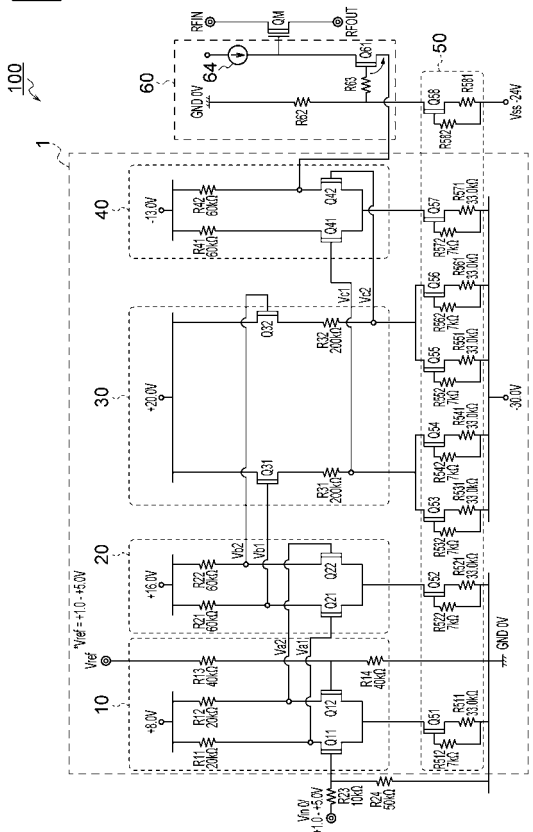 100
1
10
20
30
40
50
60
*Vref = +1.0 - +5.0V
Vref
+8.0V
+16.0V
+20.0V
-13.0V
GND 0V
RFIN
QM
RFOUT
64
Q61
R63
R62
R11
20kΩ
R12
20kΩ
R13
40kΩ
R14
40kΩ
R21
60kΩ
R22
60kΩ
R41
60kΩ
R42
60kΩ
Va2
Va1
Vb2
Vb1
Vc1
Vc2
Q11
Q12
Q21
Q22
Q31
Q32
R31
200kΩ
R32
200kΩ
Q41
Q42
Vin 0/
+1.0 - +5.0V
R23
10kΩ
R24
50kΩ
R512
7kΩ
Q51
R511
33.0kΩ
GND 0V
R522
7kΩ
Q52
R521
33.0kΩ
R532
7kΩ
Q53
R531
33.0kΩ
R542
7kΩ
Q54
R541
33.0kΩ
R552
7kΩ
Q55
R551
33.0kΩ
R562
7kΩ
Q56
R561
33.0kΩ
R572
7kΩ
Q57
R571
33.0kΩ
R582
Q58
R581
-30.0V
Vss -24V